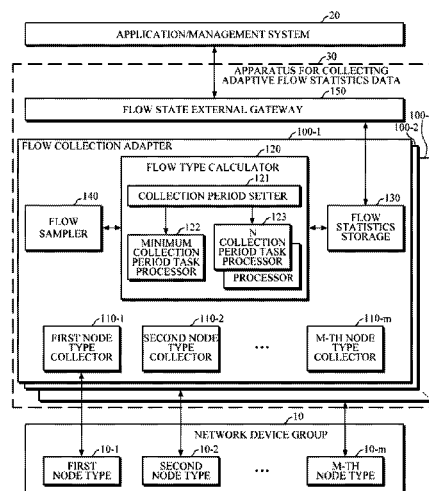 20
APPLICATION/MANAGEMENT SYSTEM
30
APPARATUS FOR COLLECTING
ADAPTIVE FLOW STATISTICS DATA
150
FLOW STATE EXTERNAL GATEWAY
100-
100-2
100-1
FLOW COLLECTION ADAPTER
120
FLOW TYPE CALCULATOR
121
COLLECTION PERIOD SETTER
140
FLOW
SAMPLER
122
MINIMUM
COLLECTION
PERIOD TASK
PROCESSOR
123
N
COLLECTION
PERIOD TASK
PROCESSOR
PROCESSOR
130
FLOW
STATISTICS
STORAGE
110-1
FIRST NODE
TYPE
COLLECTOR
110-2
SECOND NODE
TYPE
COLLECTOR
...
110-m
M-TH NODE
TYPE
COLLECTOR
10
NETWORK DEVICE GROUP
10-1
FIRST
NODE TYPE
10-2
SECOND
NODE TYPE
...
10-m
M-TH
NODE TYPE